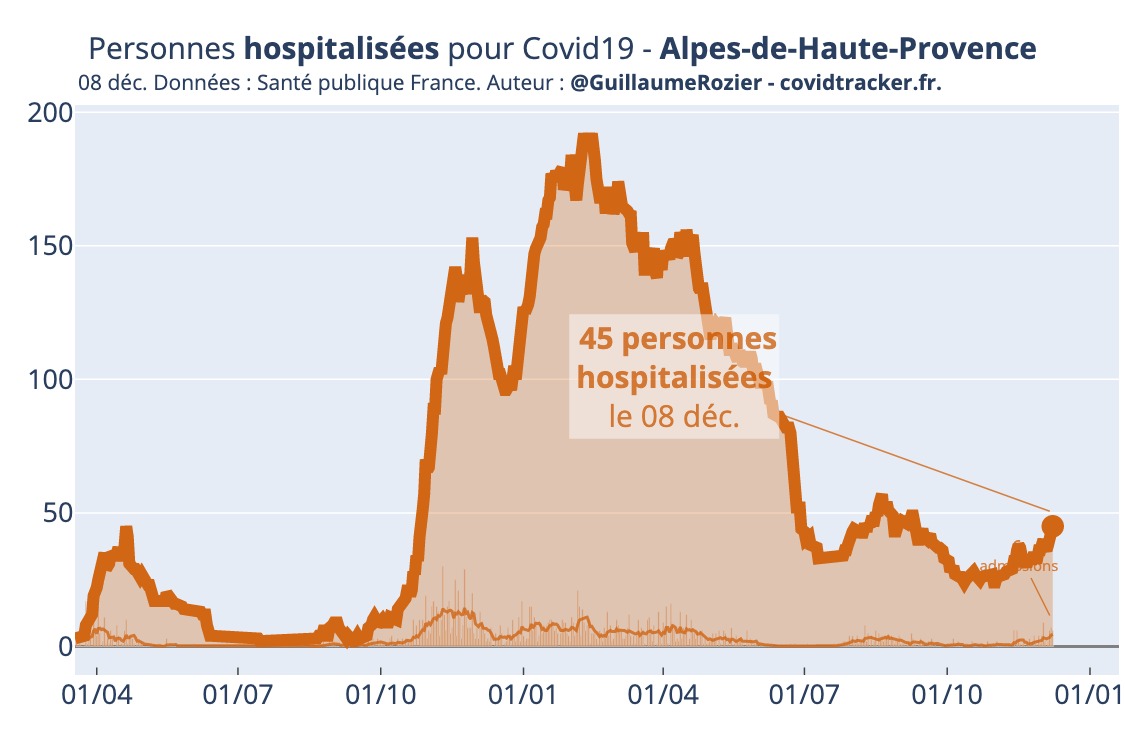 Personnes hospitalisées pour Covid19 - Alpes-de-Haute-Provence
08 déc. Données : Santé publique France. Auteur : @GuillaumeRozier - covidtracker.fr.
200
150
100
50
0
45 personnes
hospitalisées
le 08 déc.
admissions
01/04
01/07
01/10
01/01
01/04
01/07
01/10
01/01